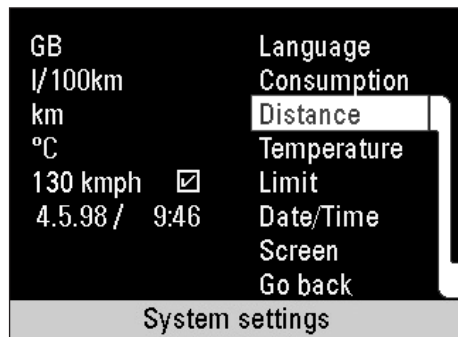 GB Language
l/100km Consumption
km Distance
°C Temperature
130 kmph ☑ Limit
4.5.98 / 9:46 Date/Time
Screen
Go back
System settings